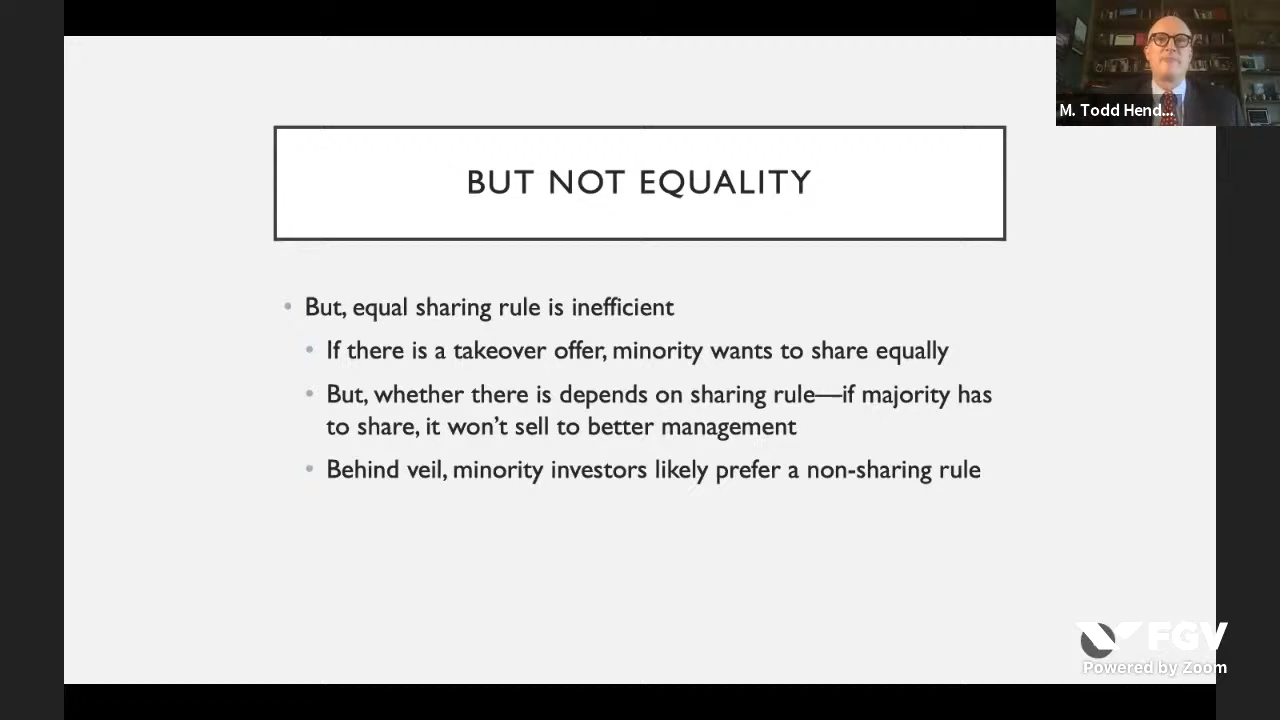 M. Todd Hend...
BUT NOT EQUALITY
• But, equal sharing rule is inefficient
• If there is a takeover offer, minority wants to share equally
• But, whether there is depends on sharing rule—if majority has
to share, it won't sell to better management
• Behind veil, minority investors likely prefer a non-sharing rule
FGV
Powered by Zoom